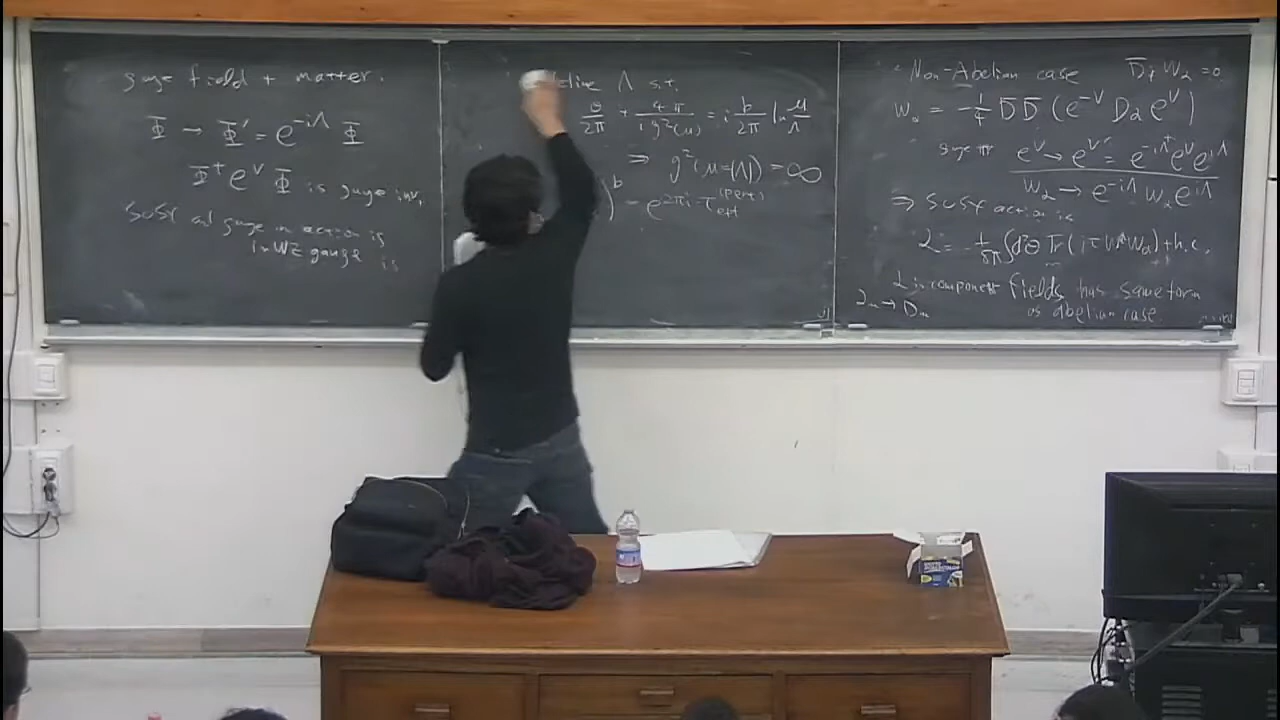 gauge field + matter.
Φ → Φ' = e^{-iΛ} Φ
Φ† e^V Φ is gauge inv.
SUSY and gauge inv action is
in WZ gauge is
define Λ s.t.
θ/2π + 4π/(i g²(μ)) = i b/2π ln μ/Λ
⇒ g²(μ=|Λ|) = ∞
)^b = e^{2πi τ_eff^{(pert)}}
Non-Abelian case D̄_α̇ W_α = 0
W_α = -1/4 D̄ D̄ (e^{-V} D_α e^V)
gauge tr e^V → e^{V'} = e^{-iΛ†} e^V e^{iΛ}
W_α → e^{-iΛ} W_α e^{iΛ}
⇒ SUSY action is
ℒ = -1/8π ∫d²θ Tr (iτ W^α W_α) + h.c.
ℒ in component fields has same form
∂_μ → D_μ as abelian case.